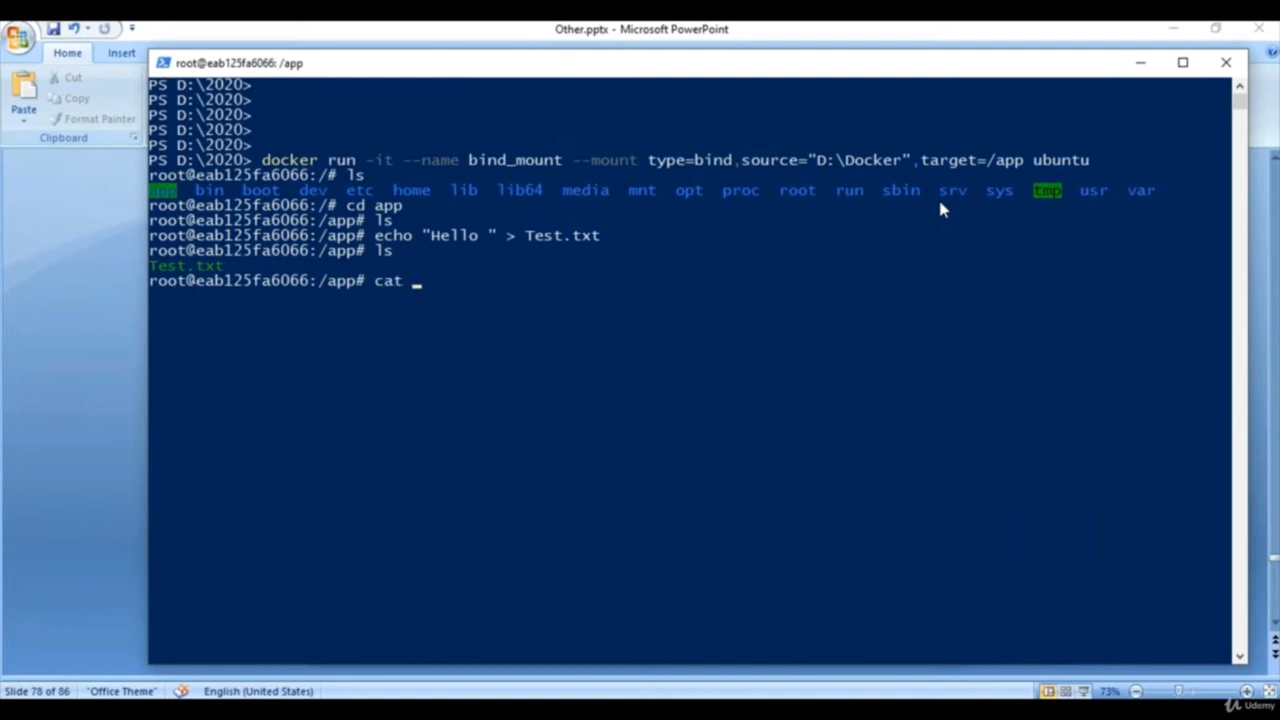 Other.pptx - Microsoft PowerPoint
Home Insert
Cut
Copy
Paste
Format Painter
Clipboard
root@eab125fa6066: /app
PS D:\2020>
PS D:\2020>
PS D:\2020>
PS D:\2020>
PS D:\2020>
PS D:\2020> docker run -it --name bind_mount --mount type=bind,source="D:\Docker",target=/app ubuntu
root@eab125fa6066:/# ls
app bin boot dev etc home lib lib64 media mnt opt proc root run sbin srv sys tmp usr var
root@eab125fa6066:/# cd app
root@eab125fa6066:/app# ls
root@eab125fa6066:/app# echo "Hello " > Test.txt
root@eab125fa6066:/app# ls
Test.txt
root@eab125fa6066:/app# cat _
Slide 78 of 86 "Office Theme" English (United States) 73%
Udemy